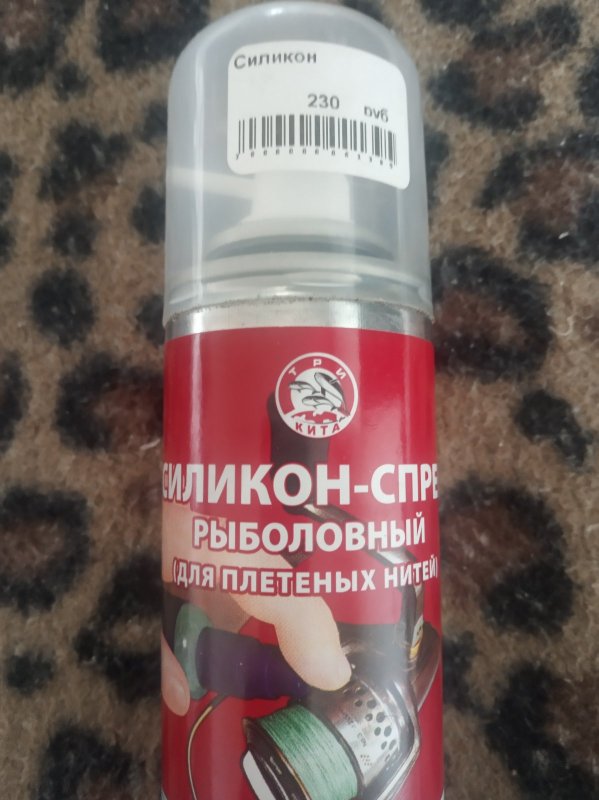 Силикон
230 руб
ТРИ
КИТА
СИЛИКОН-СПРЕ
РЫБОЛОВНЫЙ
(ДЛЯ ПЛЕТЕНЫХ НИТЕЙ)